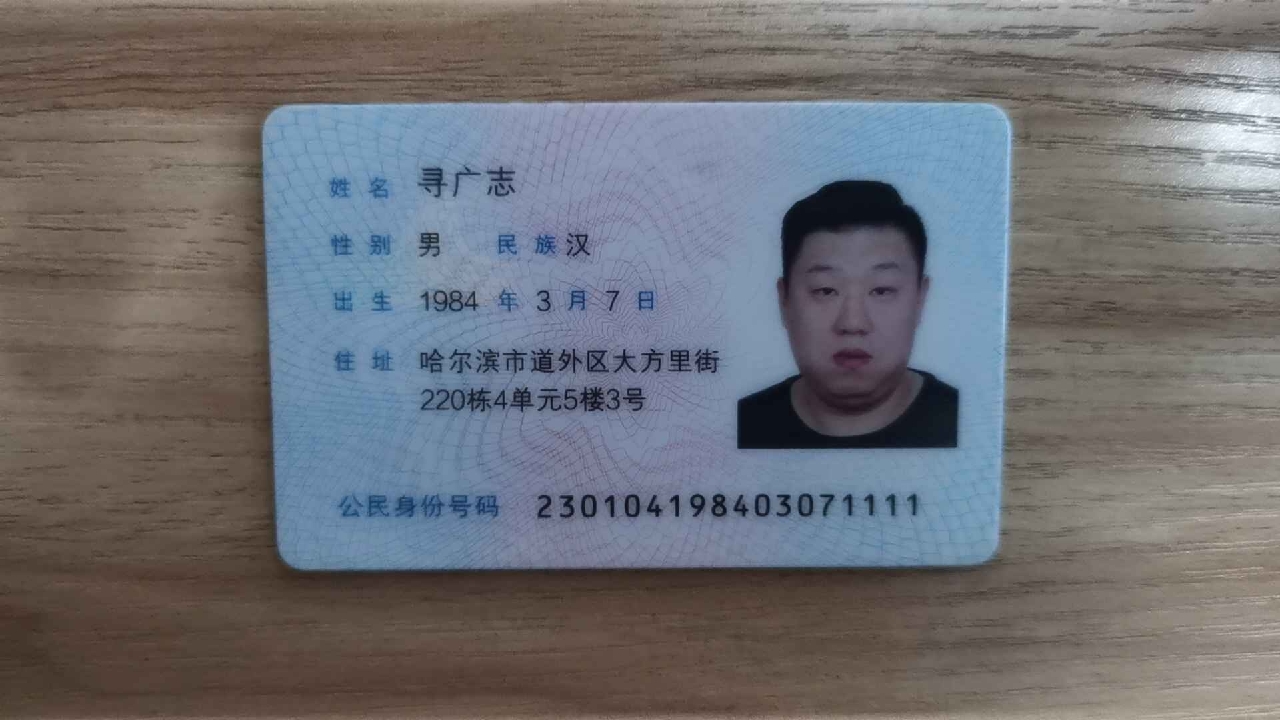 姓名 寻广志
性别 男 民族 汉
出生 1984 年 3 月 7 日
住址 哈尔滨市道外区大方里街
220栋4单元5楼3号
公民身份号码 230104198403071111